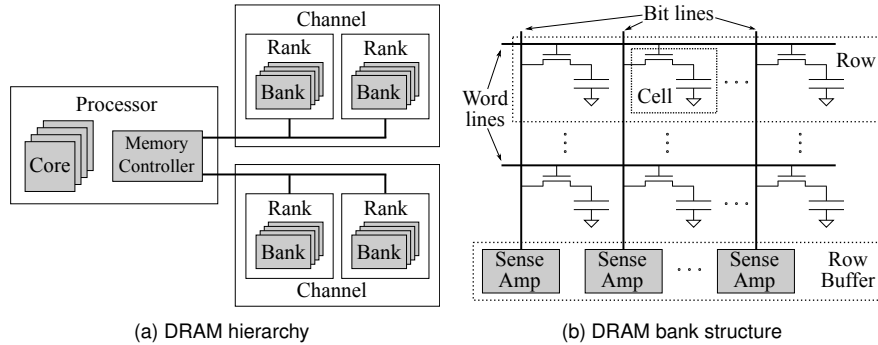 Channel
Rank
Rank
Bank
Bank
Processor
Core
Memory
Controller
Rank
Rank
Bank
Bank
Channel
(a) DRAM hierarchy
Bit lines
Row
Word
lines
Cell
...
...
...
...
...
...
Sense
Amp
Sense
Amp
...
Sense
Amp
Row
Buffer
(b) DRAM bank structure